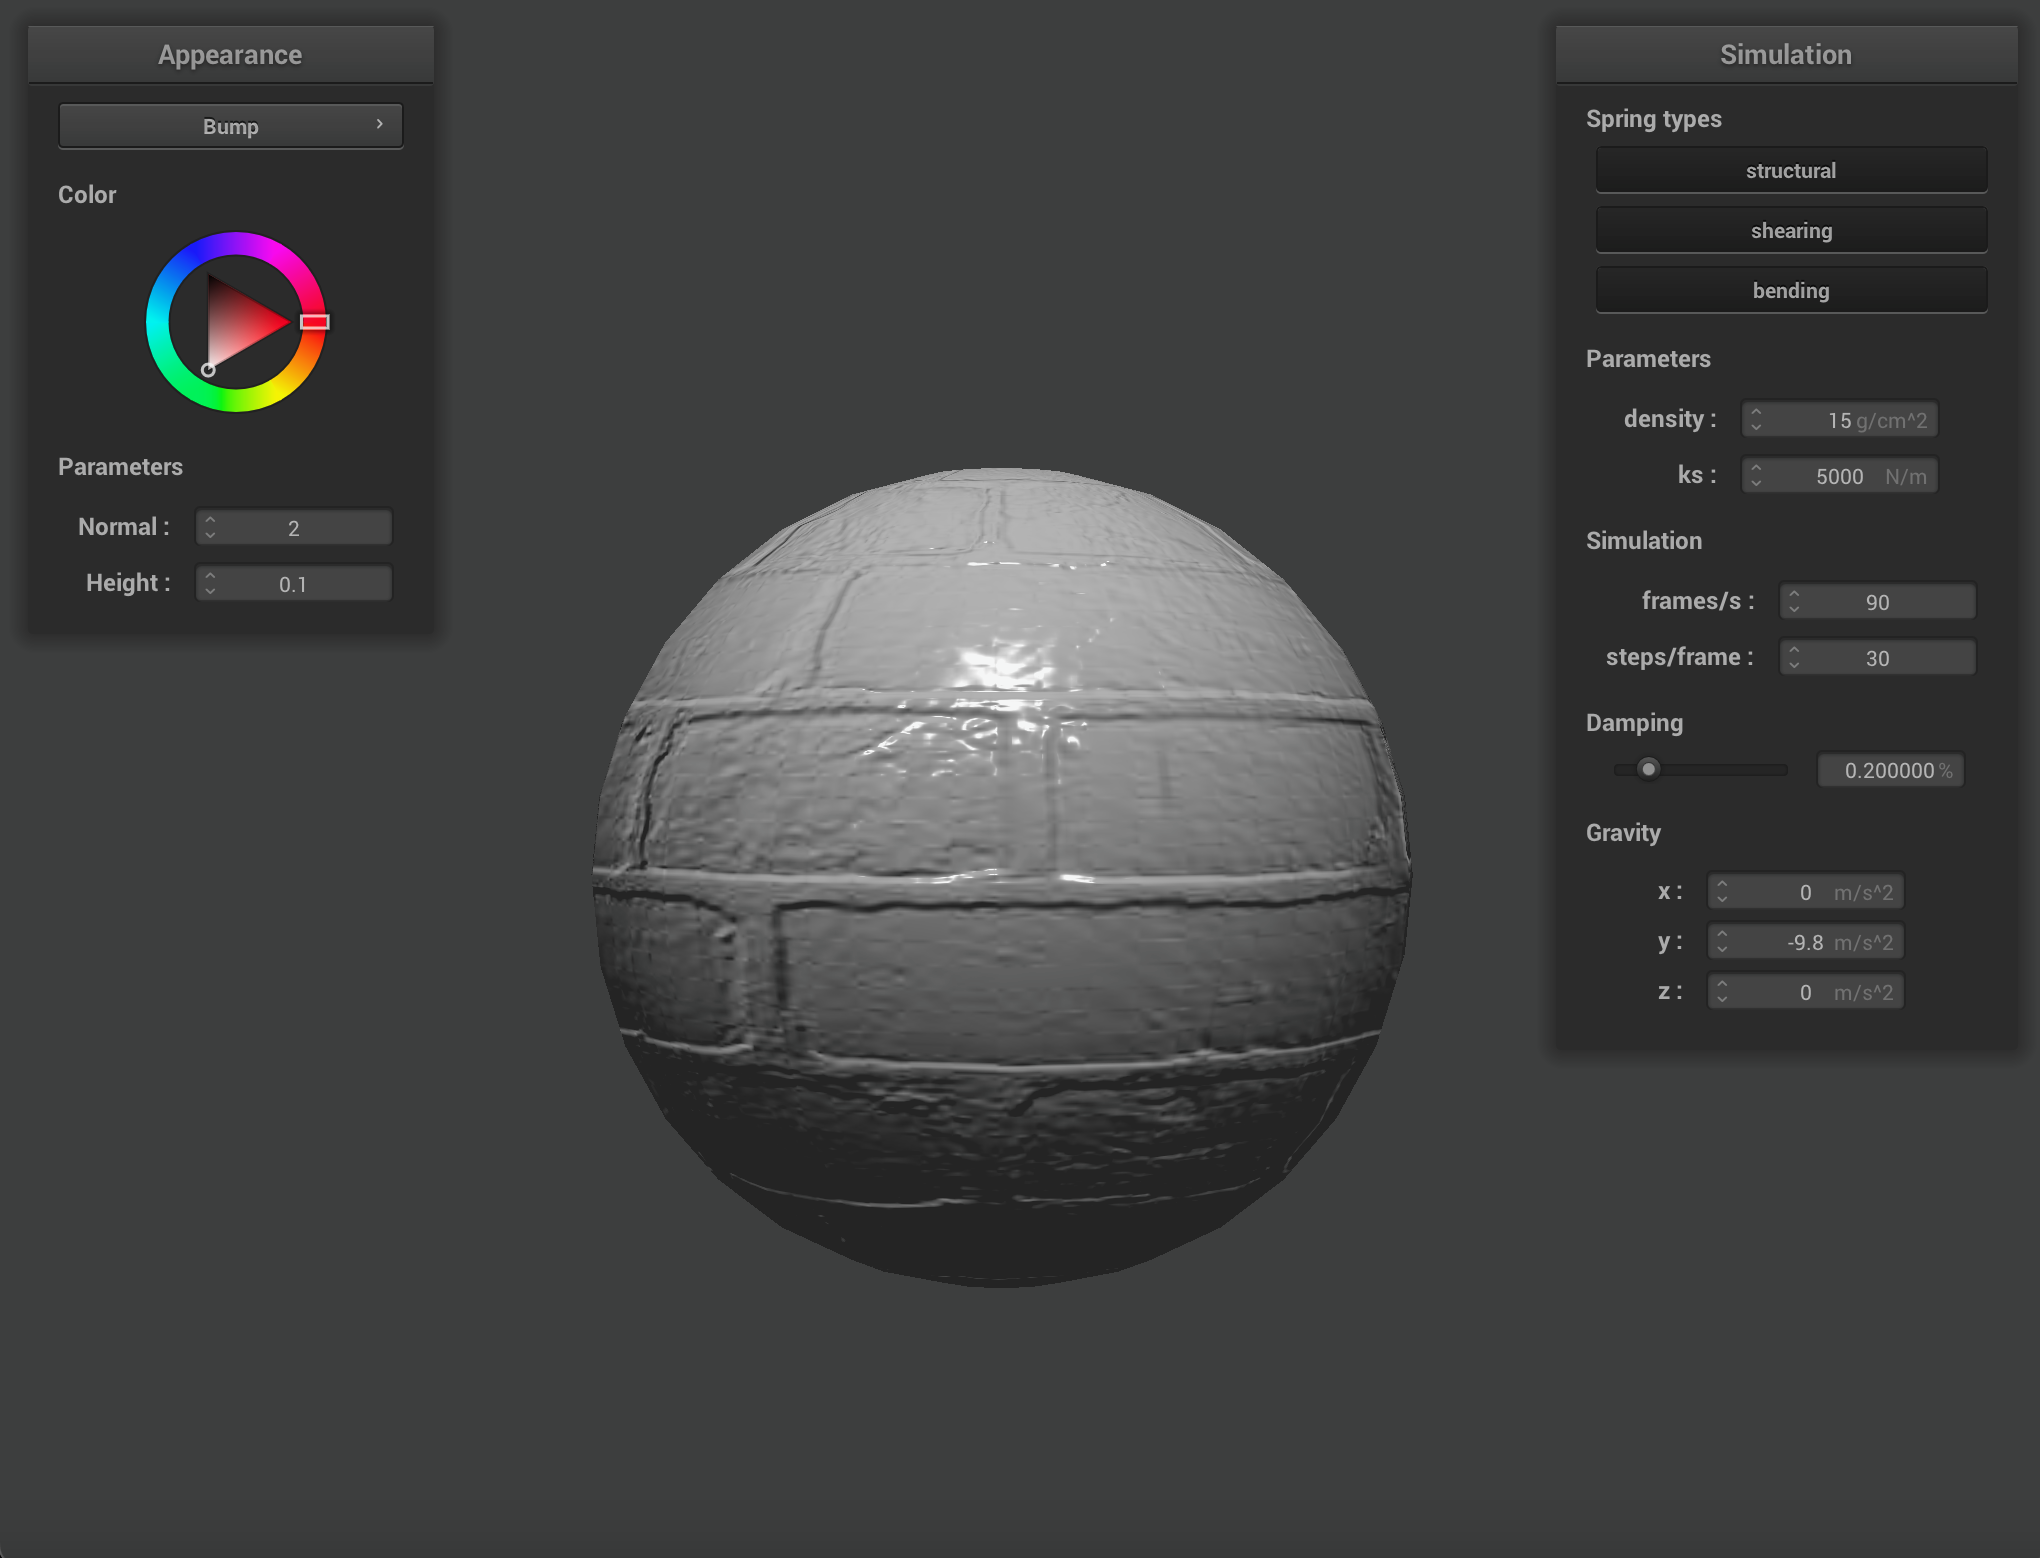 Appearance
Bump
Color
Parameters
Normal : 2
Height : 0.1
Simulation
Spring types
structural
shearing
bending
Parameters
density : 15 g/cm^2
ks : 5000 N/m
Simulation
frames/s : 90
steps/frame : 30
Damping
0.200000 %
Gravity
x : 0 m/s^2
y : -9.8 m/s^2
z : 0 m/s^2